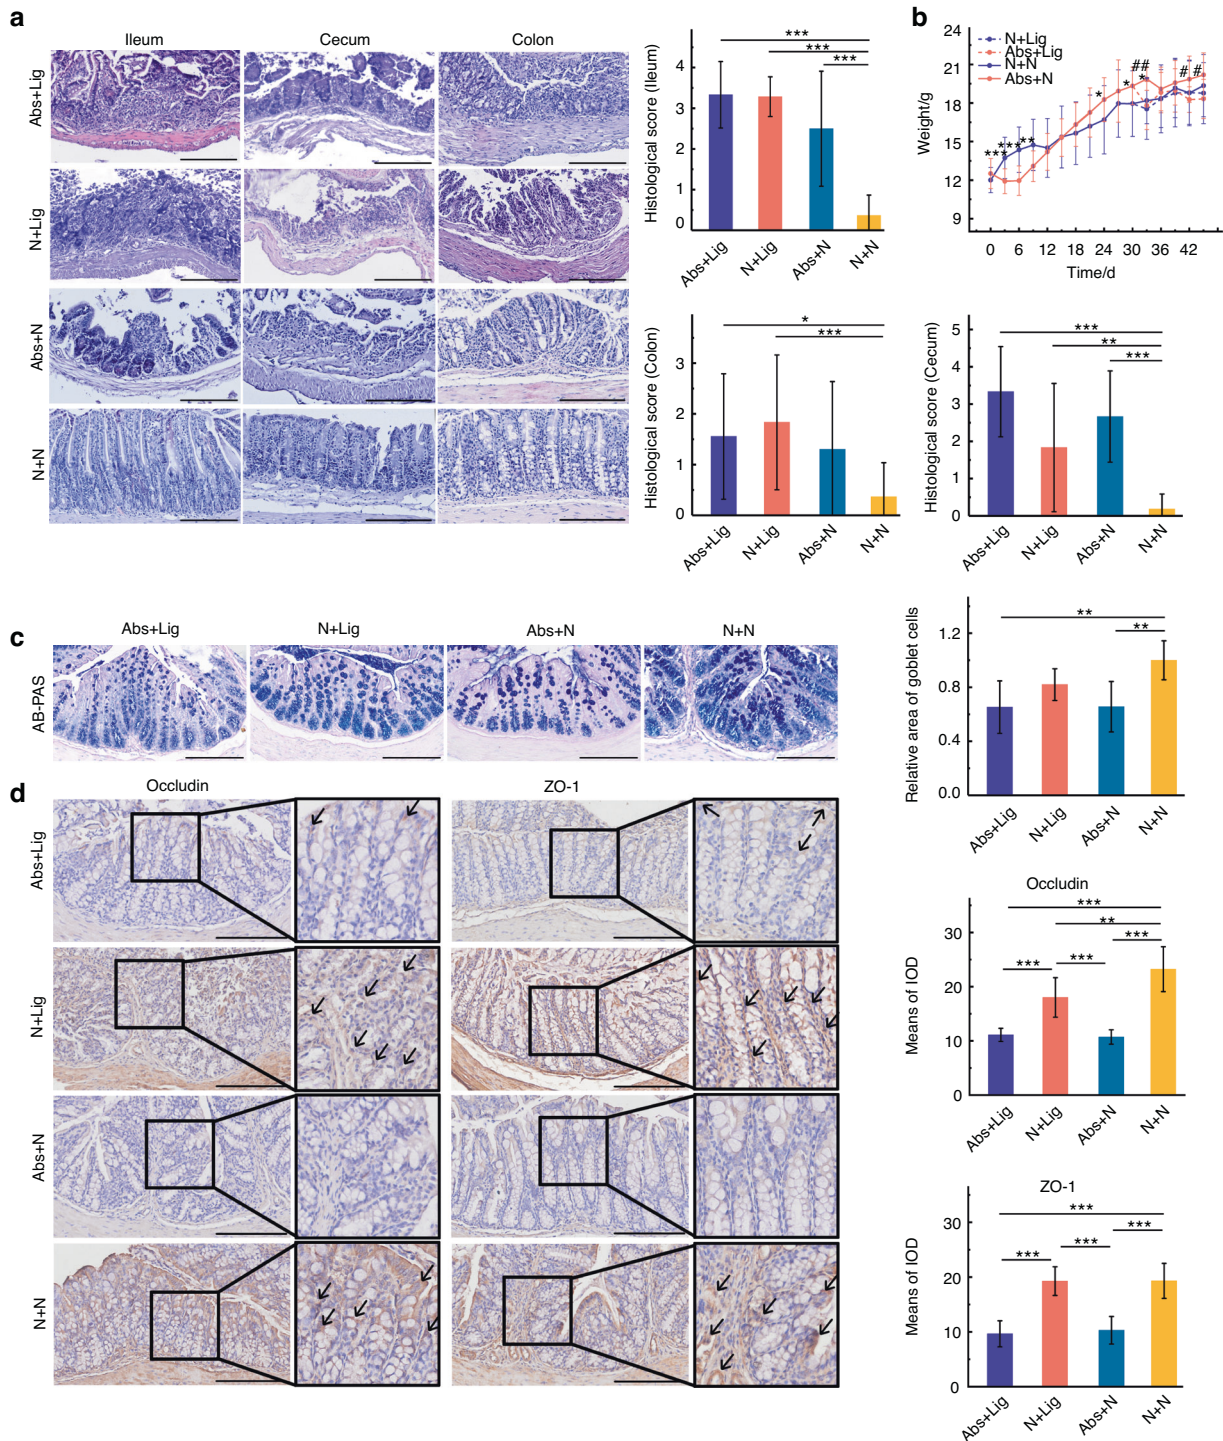 a
Ileum
Cecum
Colon
Abs+Lig
N+Lig
Abs+N
N+N
Histological score (Ileum)
4
3
2
1
0
***
***
***
Abs+Lig
N+Lig
Abs+N
N+N
b
Weight/g
24
21
18
15
12
9
N+Lig
Abs+Lig
N+N
Abs+N
***
***
**
*
*
*
##
#
#
0 6 12 18 24 30 36 42
Time/d
Histological score (Colon)
3
2
1
0
*
***
Abs+Lig
N+Lig
Abs+N
N+N
Histological score (Cecum)
5
4
3
2
1
0
***
**
***
Abs+Lig
N+Lig
Abs+N
N+N
c
Abs+Lig
N+Lig
Abs+N
N+N
AB-PAS
Relative area of goblet cells
1.2
0.8
0.4
0.0
**
**
Abs+Lig
N+Lig
Abs+N
N+N
d
Occludin
ZO-1
Abs+Lig
N+Lig
Abs+N
N+N
Occludin
Means of IOD
30
20
10
0
***
**
***
***
***
Abs+Lig
N+Lig
Abs+N
N+N
ZO-1
Means of IOD
30
20
10
0
***
***
***
***
Abs+Lig
N+Lig
Abs+N
N+N